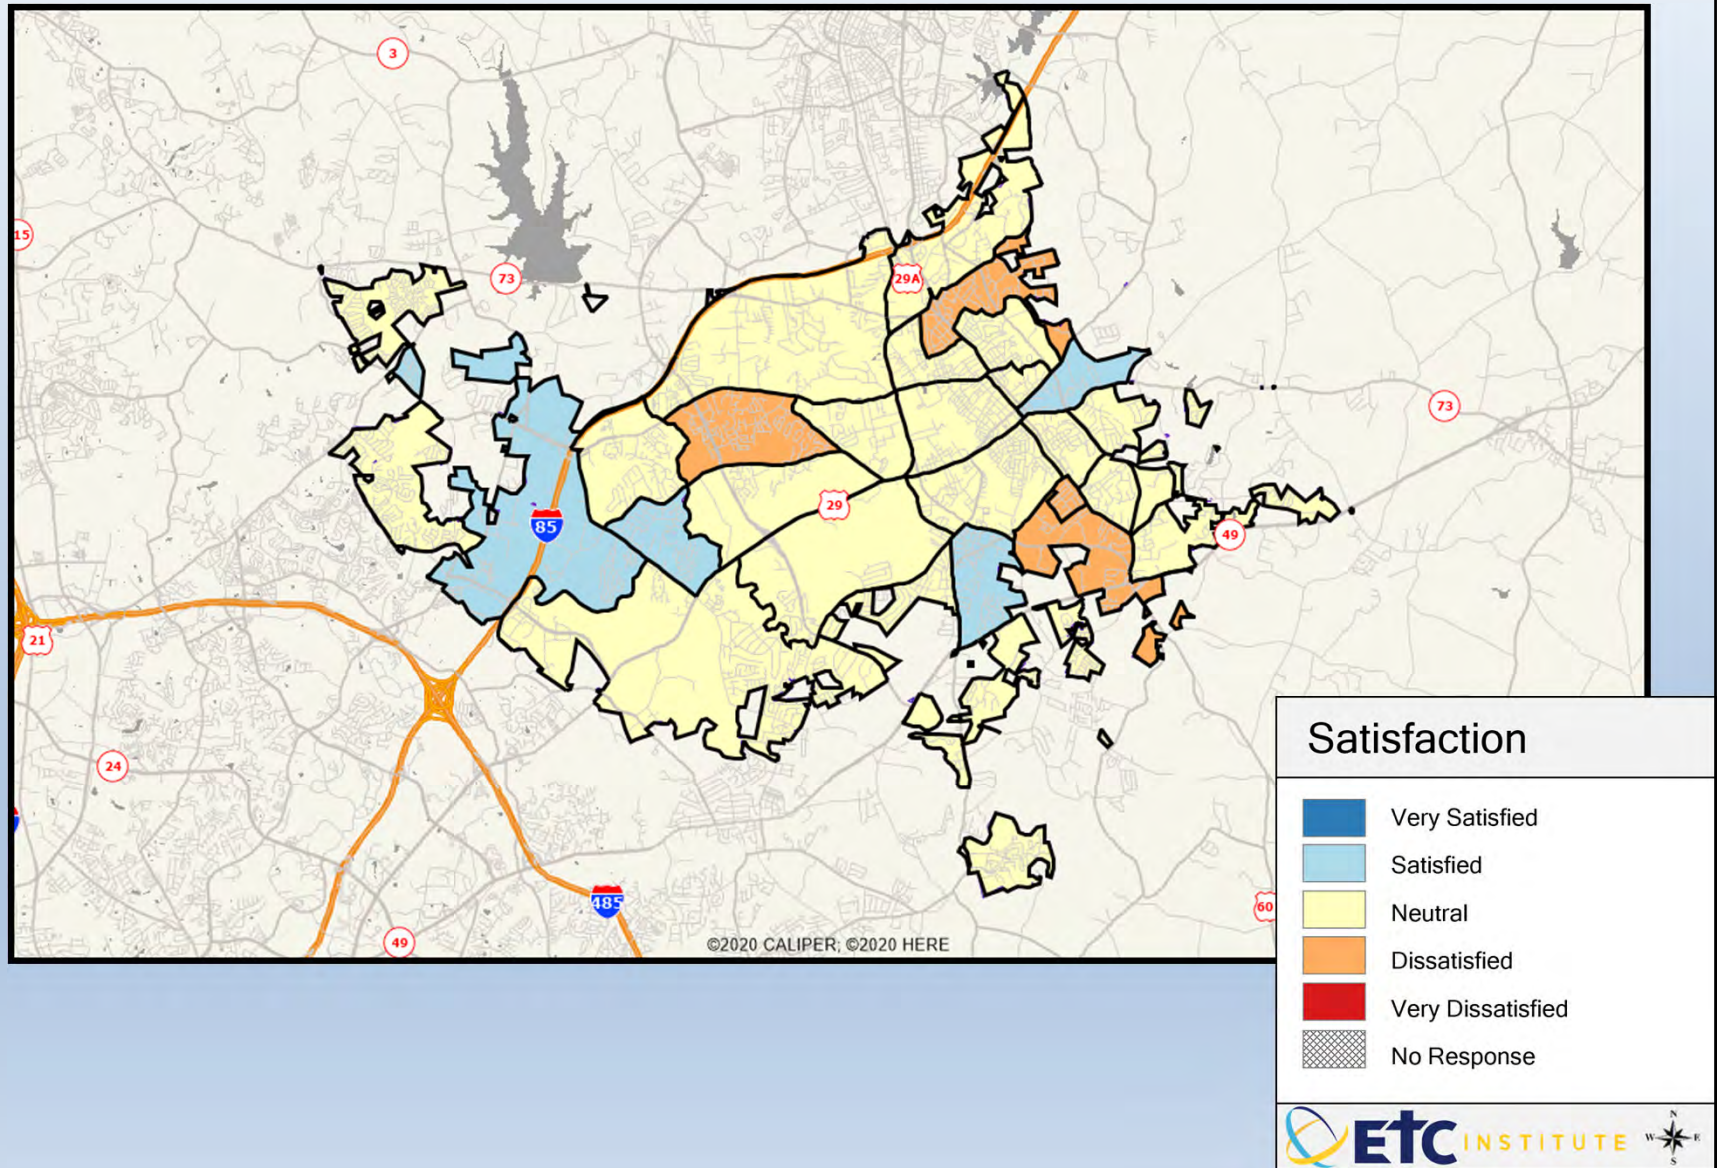 3
15
73
29A
73
29
85
49
21
24
485
60
49
©2020 CALIPER; ©2020 HERE
Satisfaction
Very Satisfied
Satisfied
Neutral
Dissatisfied
Very Dissatisfied
No Response
ETC INSTITUTE
N
W E
S